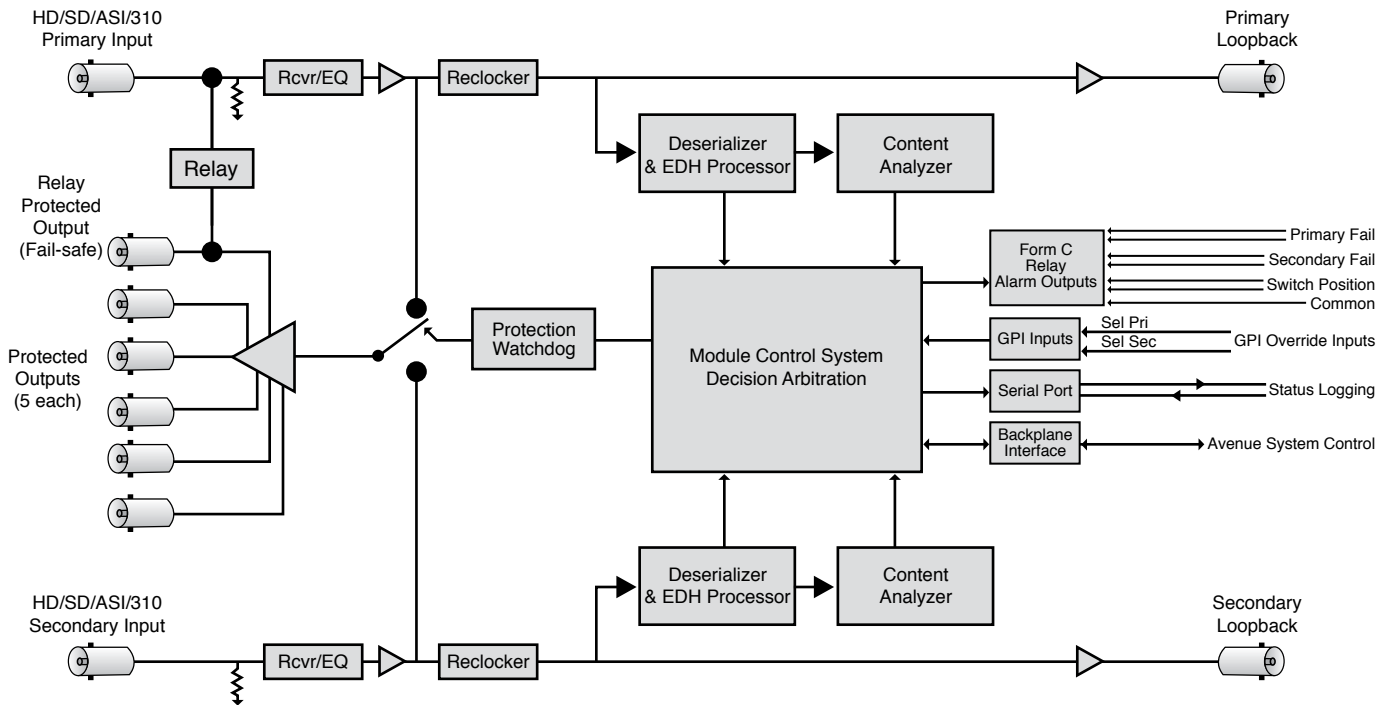 HD/SD/ASI/310
Primary Input
Primary
Loopback
Rcvr/EQ
Reclocker
Deserializer
& EDH Processor
Content
Analyzer
Relay
Relay
Protected
Output
(Fail-safe)
Form C
Relay
Alarm Outputs
Primary Fail
Secondary Fail
Switch Position
Common
Protection
Watchdog
Module Control System
Decision Arbitration
GPI Inputs
Sel Pri
Sel Sec
GPI Override Inputs
Protected
Outputs
(5 each)
Serial Port
Status Logging
Backplane
Interface
Avenue System Control
Deserializer
& EDH Processor
Content
Analyzer
HD/SD/ASI/310
Secondary Input
Secondary
Loopback
Rcvr/EQ
Reclocker